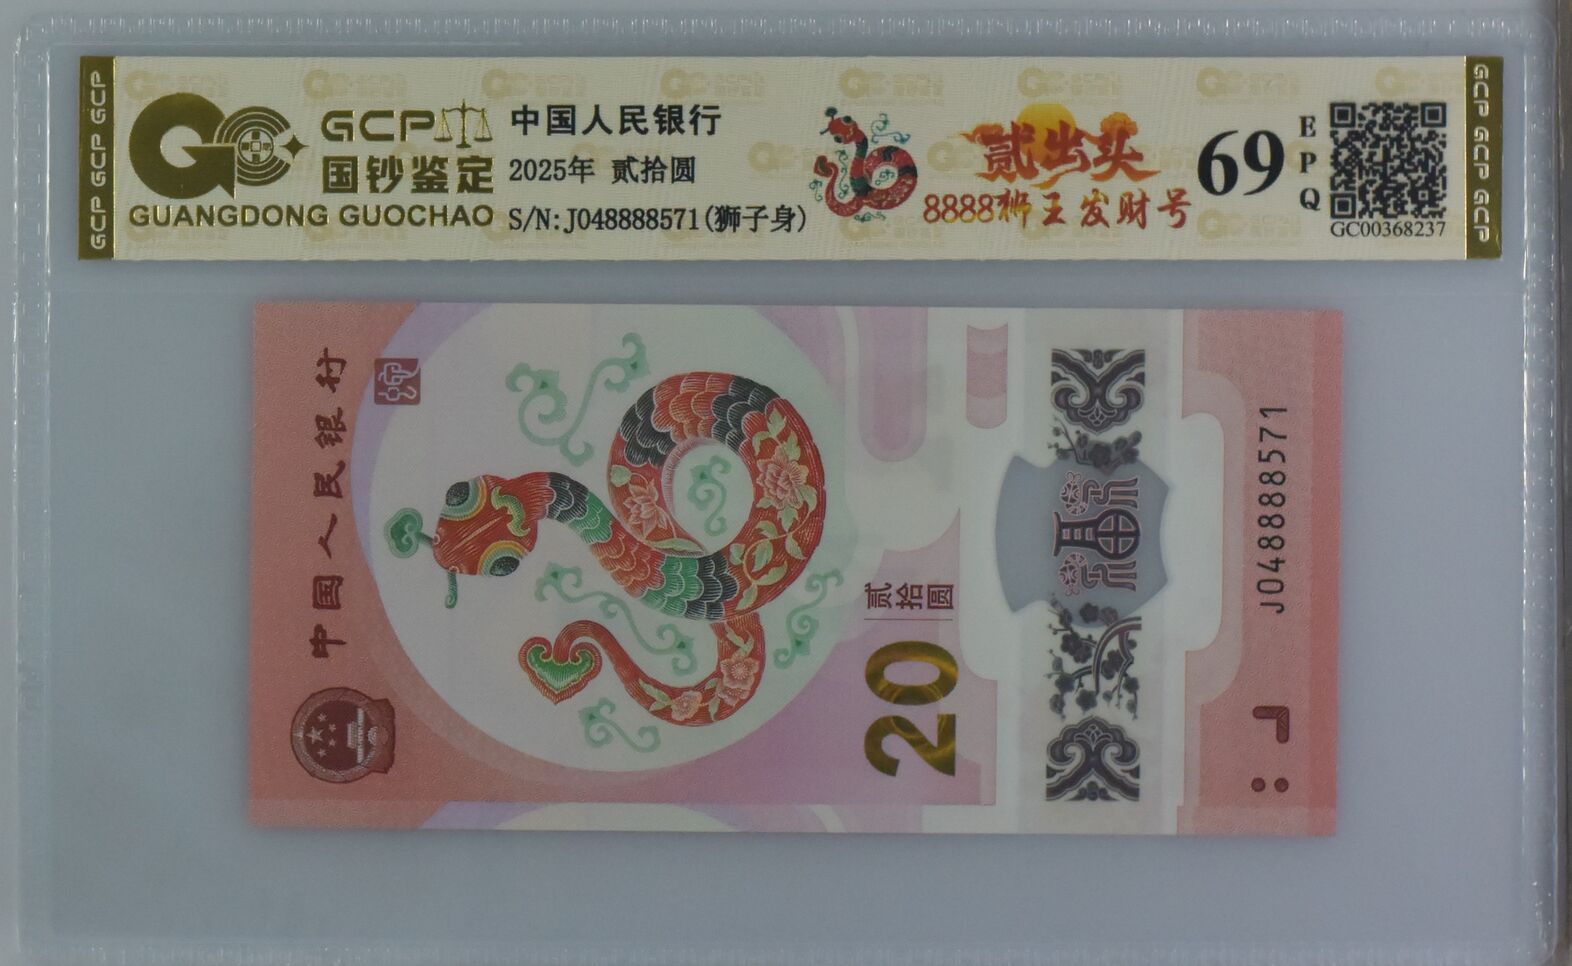 GCP GCP GCP
GCP
国钞鉴定
GUANGDONG GUOCHAO
中国人民银行
2025年 贰拾圆
S/N:J048888571(狮子身)
贰出头
8888狮王发财号
69
EPQ
GC00368237
GCP GCP GCP
中国人民银行
贰拾圆
20
J048888571